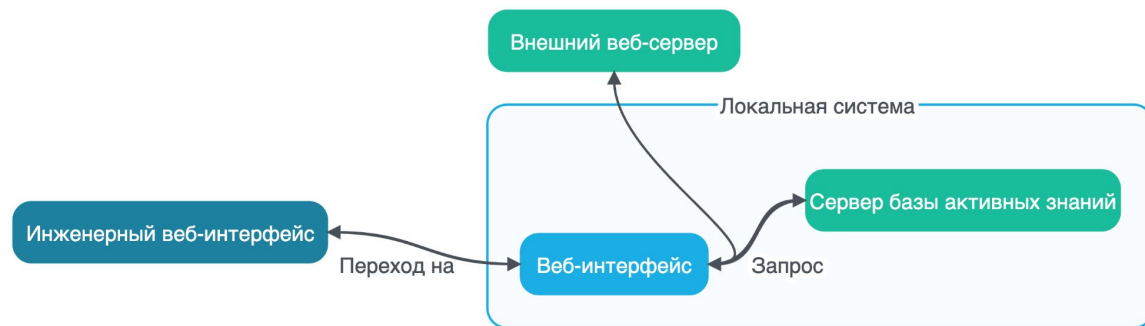 Внешний веб-сервер
Локальная система
Сервер базы активных знаний
Инженерный веб-интерфейс
Переход на
Веб-интерфейс
Запрос